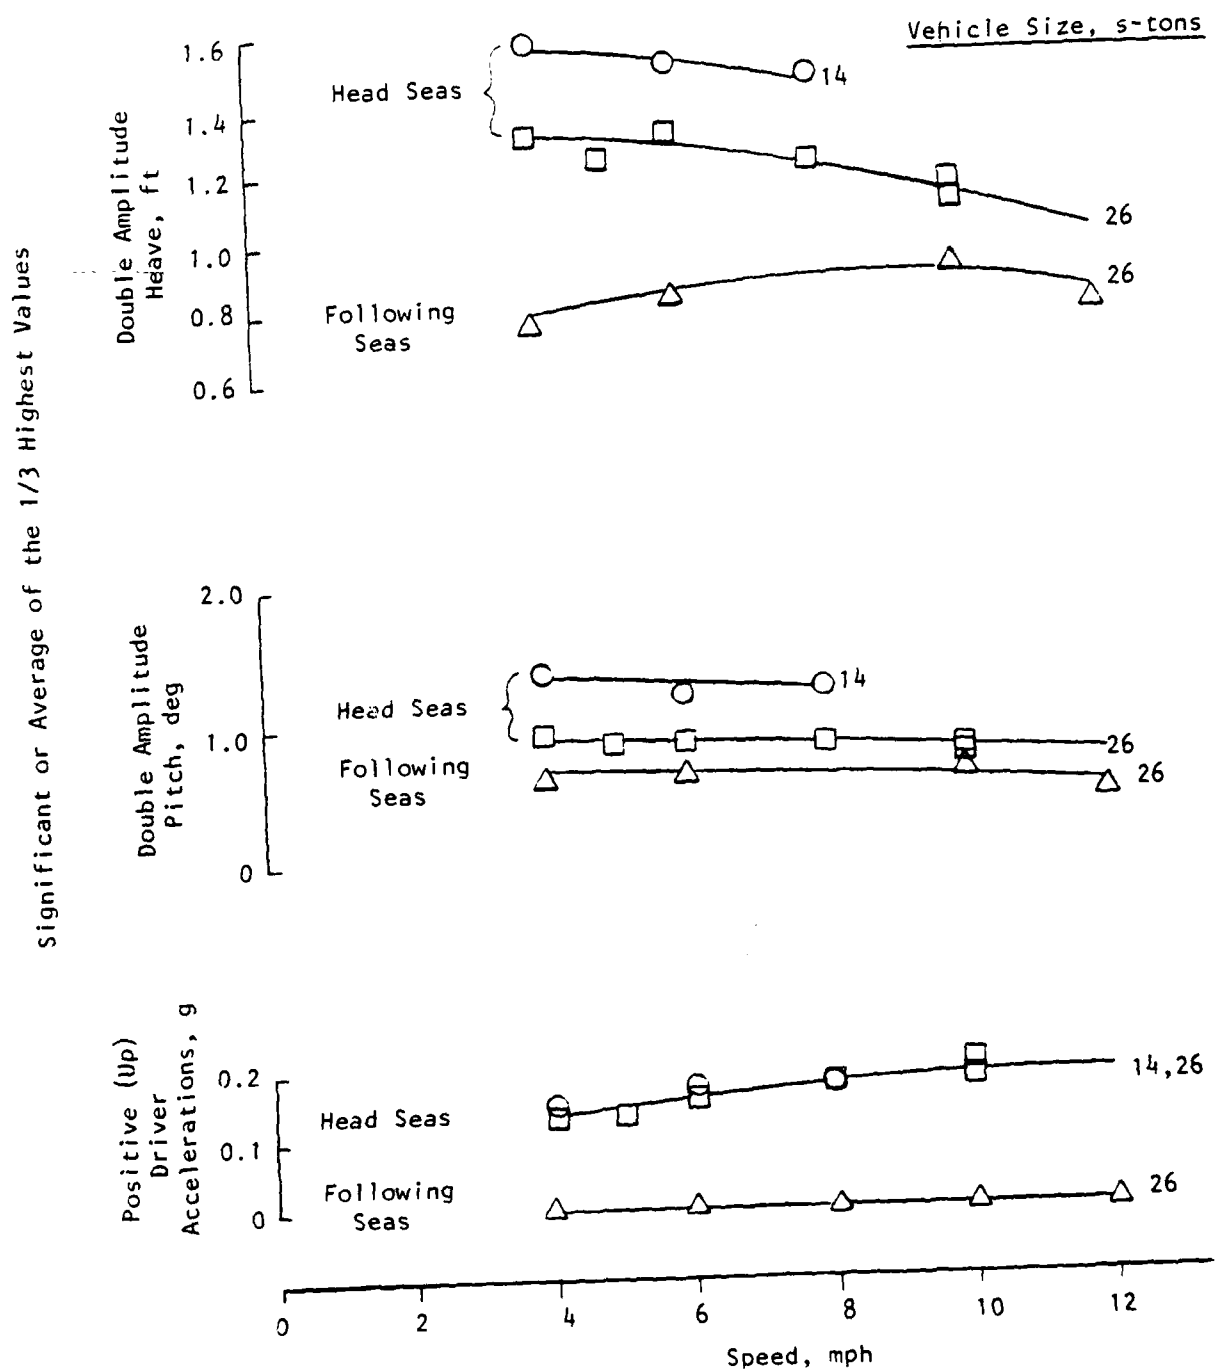 Vehicle Size, s-tons
Significant or Average of the 1/3 Highest Values
Double Amplitude
Heave, ft
1.6
1.4
1.2
1.0
0.8
0.6
Head Seas
14
26
26
Following
Seas
Double Amplitude
Pitch, deg
2.0
1.0
0
Head Seas
14
26
Following
Seas
26
Positive (Up)
Driver
Accelerations, g
0.2
0.1
0
Head Seas
14,26
Following
Seas
26
0
2
4
6
8
10
12
Speed, mph